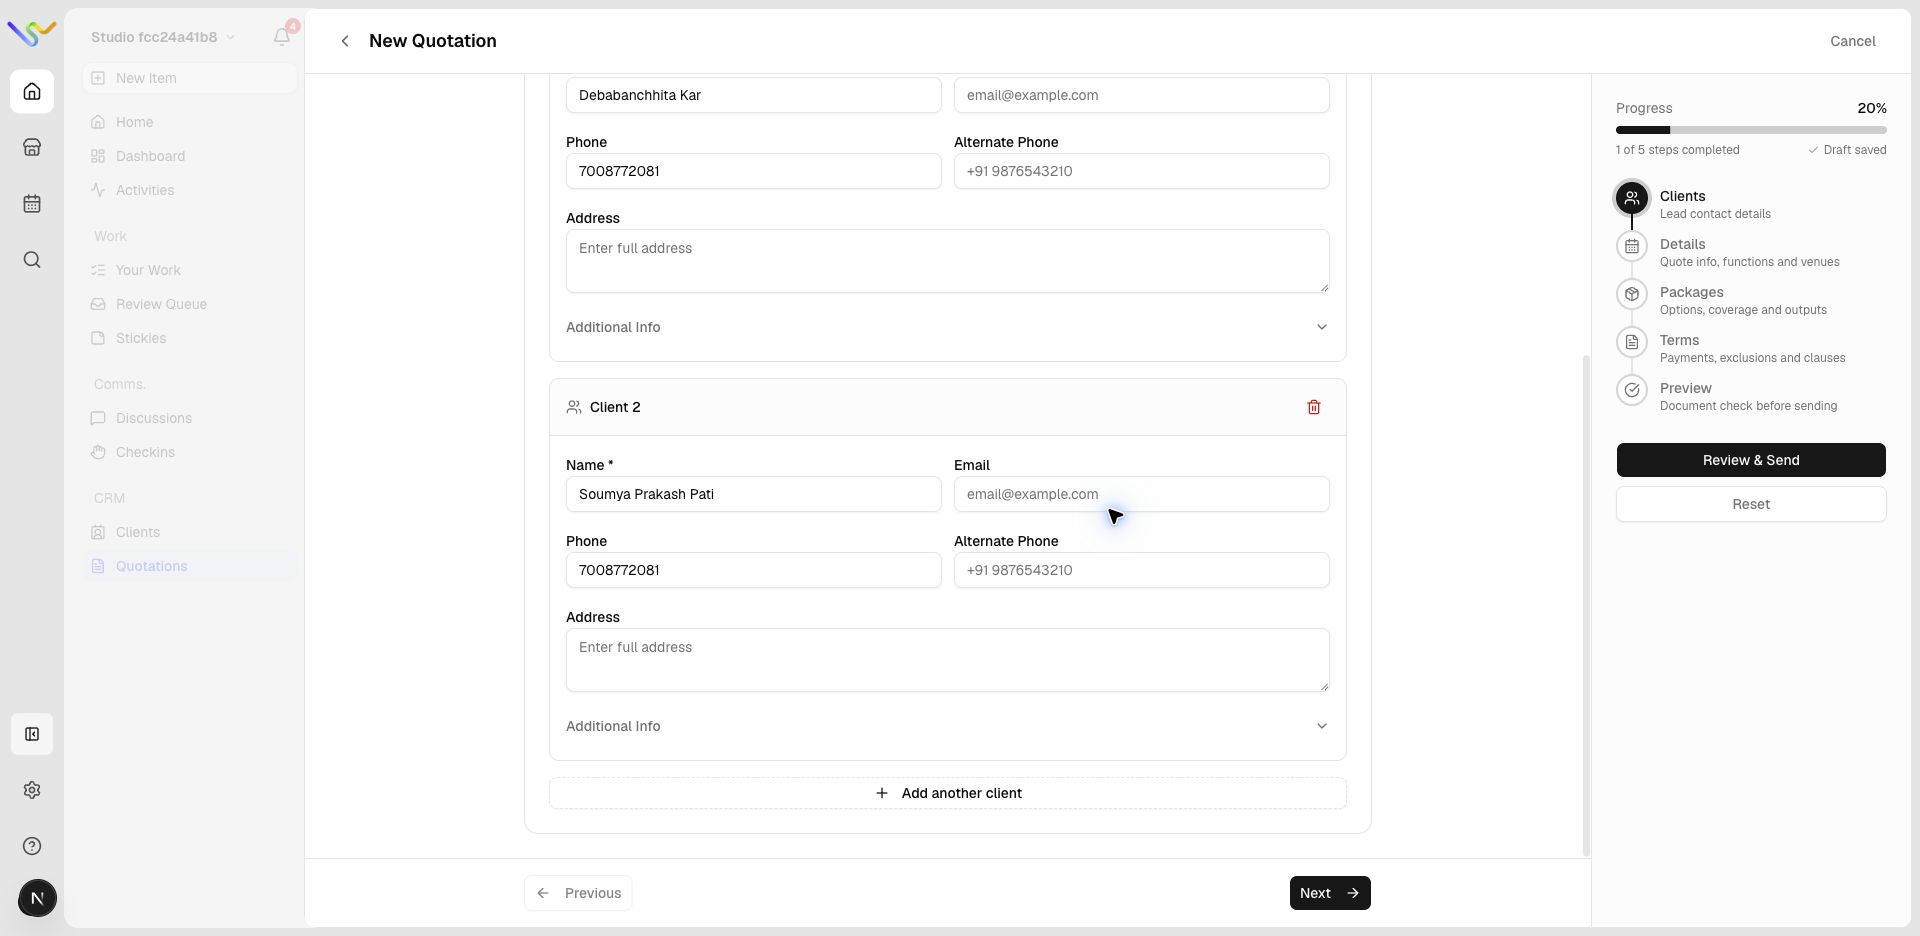 Studio fcc24a41b8
4
New Item
Home
Dashboard
Activities
Work
Your Work
Review Queue
Stickies
Comms.
Discussions
Checkins
CRM
Clients
Quotations
N
New Quotation
Cancel
Debabanchhita Kar
email@example.com
Phone
Alternate Phone
7008772081
+91 9876543210
Address
Enter full address
Additional Info
Client 2
Name *
Email
Soumya Prakash Pati
email@example.com
Phone
Alternate Phone
7008772081
+91 9876543210
Address
Enter full address
Additional Info
Add another client
Previous
Next
Progress
20%
1 of 5 steps completed
Draft saved
Clients
Lead contact details
Details
Quote info, functions and venues
Packages
Options, coverage and outputs
Terms
Payments, exclusions and clauses
Preview
Document check before sending
Review & Send
Reset